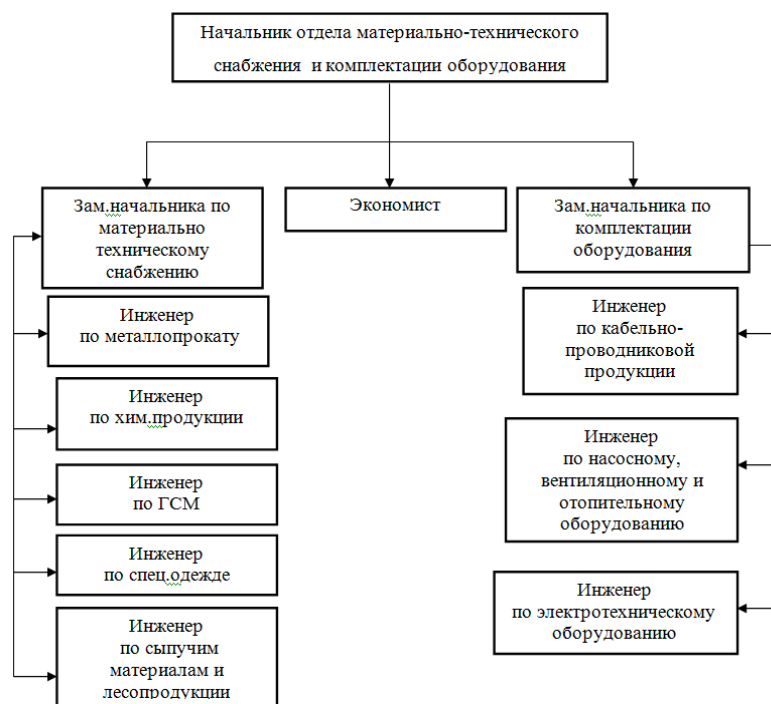 Начальник отдела материально-технического
снабжения и комплектации оборудования
Зам.начальника по
материально
техническому
снабжению
Экономист
Зам.начальника по
комплектации
оборудования
Инженер
по металлопрокату
Инженер
по кабельно-
проводниковой
продукции
Инженер
по хим.продукции
Инженер
по насосному,
вентиляционному и
отопительному
оборудованию
Инженер
по ГСМ
Инженер
по спец.одежде
Инженер
по электротехническому
оборудованию
Инженер
по сыпучим
материалам и
лесопродукции